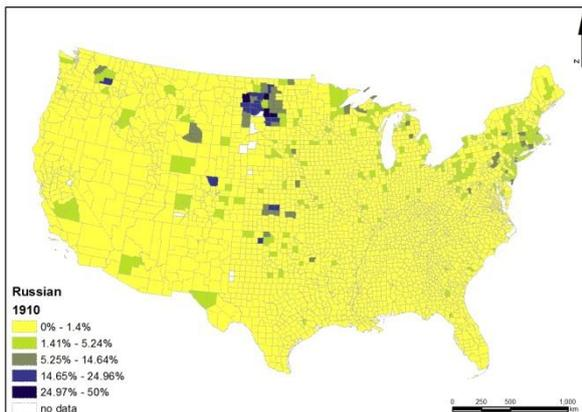 z
Russian
1910
0% - 1.4%
1.41% - 5.24%
5.25% - 14.64%
14.65% - 24.96%
24.97% - 50%
no data
0 250 500 1,000
km